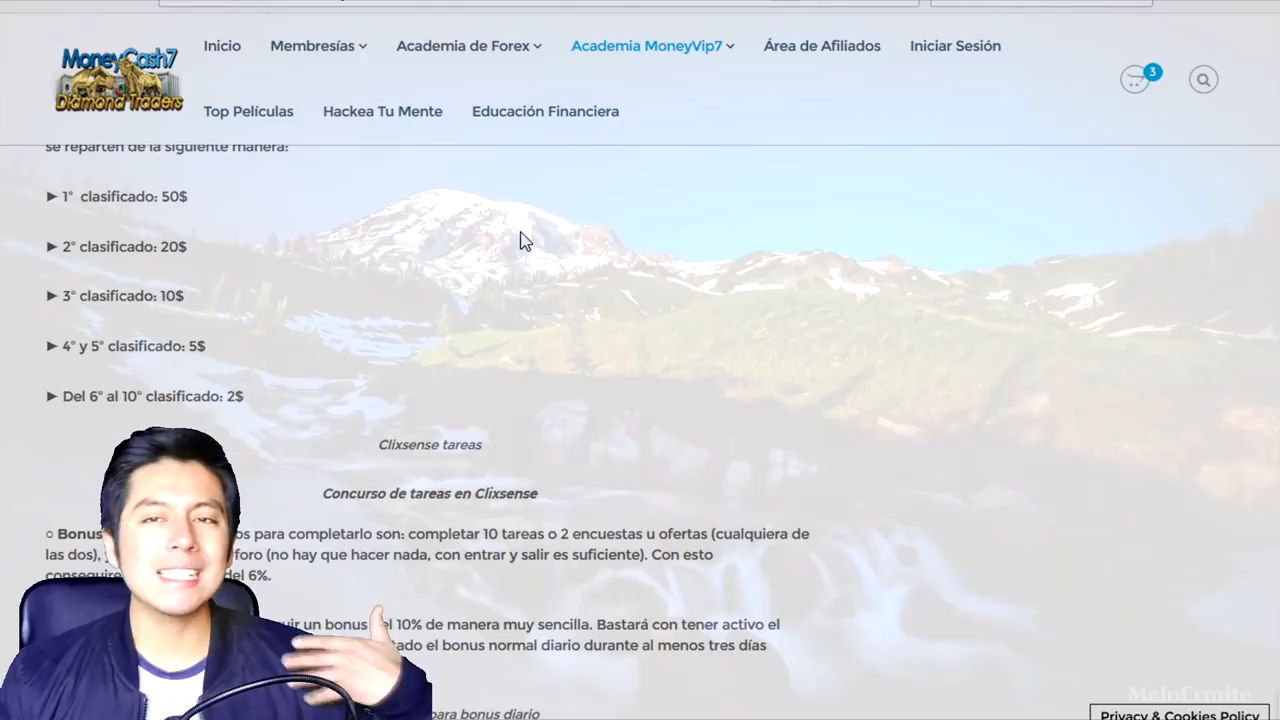 MoneyCash7
Diamond Traders
Inicio
Membresías
Academia de Forex
Academia MoneyVip7
Área de Afiliados
Iniciar Sesión
3
Top Películas
Hackea Tu Mente
Educación Financiera
se reparten de la siguiente manera:
► 1° clasificado: 50$
► 2° clasificado: 20$
► 3° clasificado: 10$
► 4° y 5° clasificado: 5$
► Del 6° al 10° clasificado: 2$
Clixsense tareas
Concurso de tareas en Clixsense
○ Bonus os para completarlo son: completar 10 tareas o 2 encuestas u ofertas (cualquiera de
las dos), foro (no hay que hacer nada, con entrar y salir es suficiente). Con esto
del 6%.
uir un bonus del 10% de manera muy sencilla. Bastará con tener activo el
tado el bonus normal diario durante al menos tres días
para bonus diario
MeloErmite
Privacy & Cookies Policy